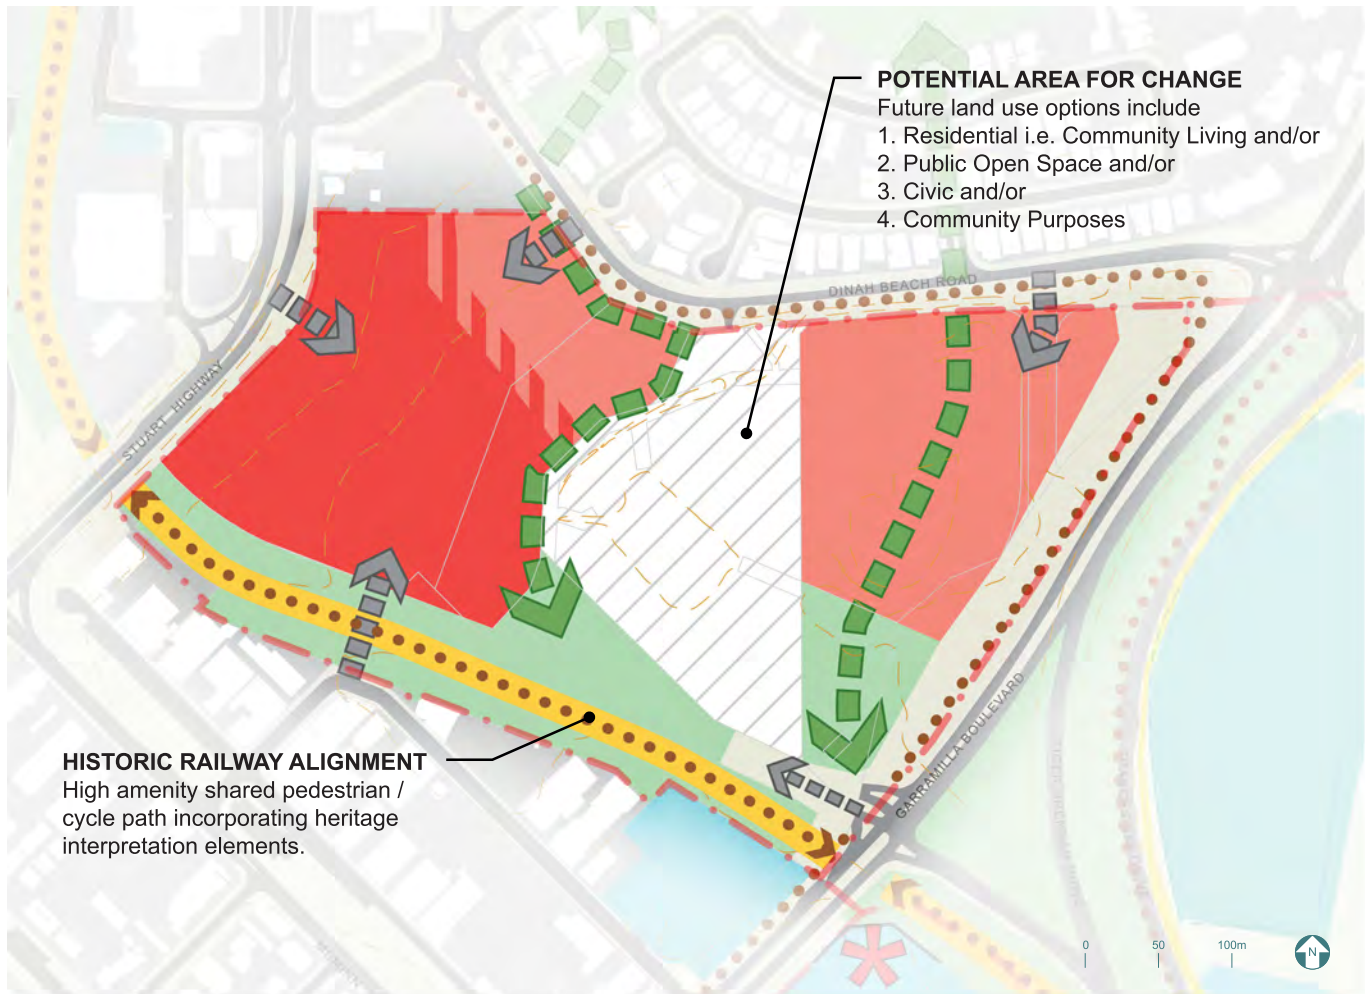 POTENTIAL AREA FOR CHANGE
Future land use options include
1. Residential i.e. Community Living and/or
2. Public Open Space and/or
3. Civic and/or
4. Community Purposes
DINAH BEACH ROAD
STUART HIGHWAY
GARRAMILLA BOULEVARD
HISTORIC RAILWAY ALIGNMENT
High amenity shared pedestrian /
cycle path incorporating heritage
interpretation elements.
0 50 100m
N